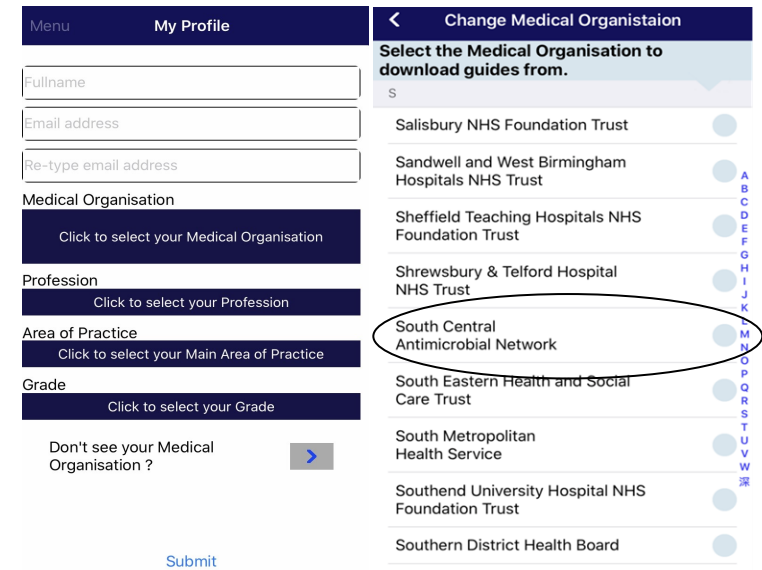 Menu
My Profile
Fullname
Email address
Re-type email address
Medical Organisation
Click to select your Medical Organisation
Profession
Click to select your Profession
Area of Practice
Click to select your Main Area of Practice
Grade
Click to select your Grade
Don't see your Medical
Organisation ?
Submit
Change Medical Organistaion
Select the Medical Organisation to
download guides from.
S
Salisbury NHS Foundation Trust
Sandwell and West Birmingham
Hospitals NHS Trust
Sheffield Teaching Hospitals NHS
Foundation Trust
Shrewsbury & Telford Hospital
NHS Trust
South Central
Antimicrobial Network
South Eastern Health and Social
Care Trust
South Metropolitan
Health Service
Southend University Hospital NHS
Foundation Trust
Southern District Health Board
A
B
C
D
E
F
G
H
I
J
K
L
M
N
O
P
Q
R
S
T
U
V
W
深